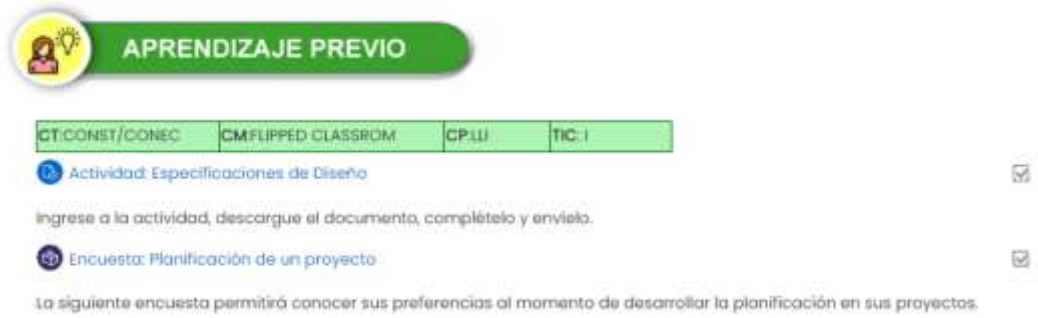 APRENDIZAJE PREVIO
CT:CONST/CONEC CM:FLIPPED CLASSROM CP:LLI TIC: I
Actividad: Especificaciones de Diseño
Ingrese a la actividad, descargue el documento, complételo y envíelo.
Encuesta: Planificación de un proyecto
La siguiente encuesta permitirá conocer sus preferencias al momento de desarrollar la planificación en sus proyectos.